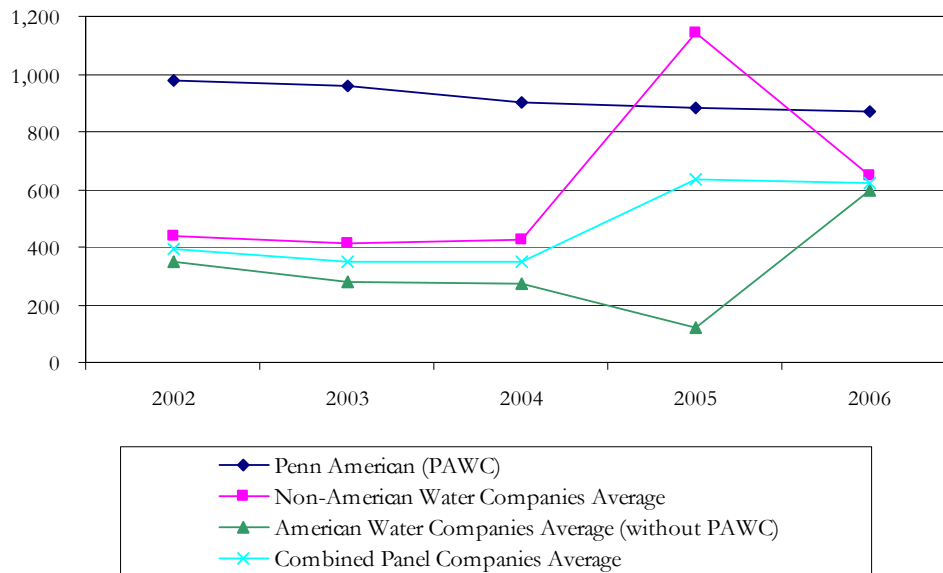 1,200
1,000
800
600
400
200
0
2002 2003 2004 2005 2006
Penn American (PAWC)
Non-American Water Companies Average
American Water Companies Average (without PAWC)
Combined Panel Companies Average